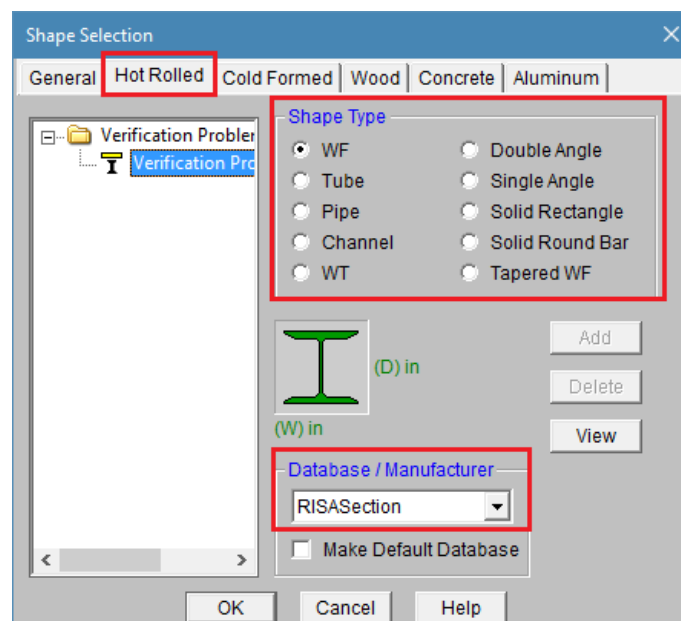 Shape Selection
General Hot Rolled Cold Formed Wood Concrete Aluminum
Verification Probler
Verification Pro
Shape Type
WF Double Angle
Tube Single Angle
Pipe Solid Rectangle
Channel Solid Round Bar
WT Tapered WF
(D) in
(W) in
Add
Delete
View
Database / Manufacturer
RISASection
Make Default Database
OK Cancel Help